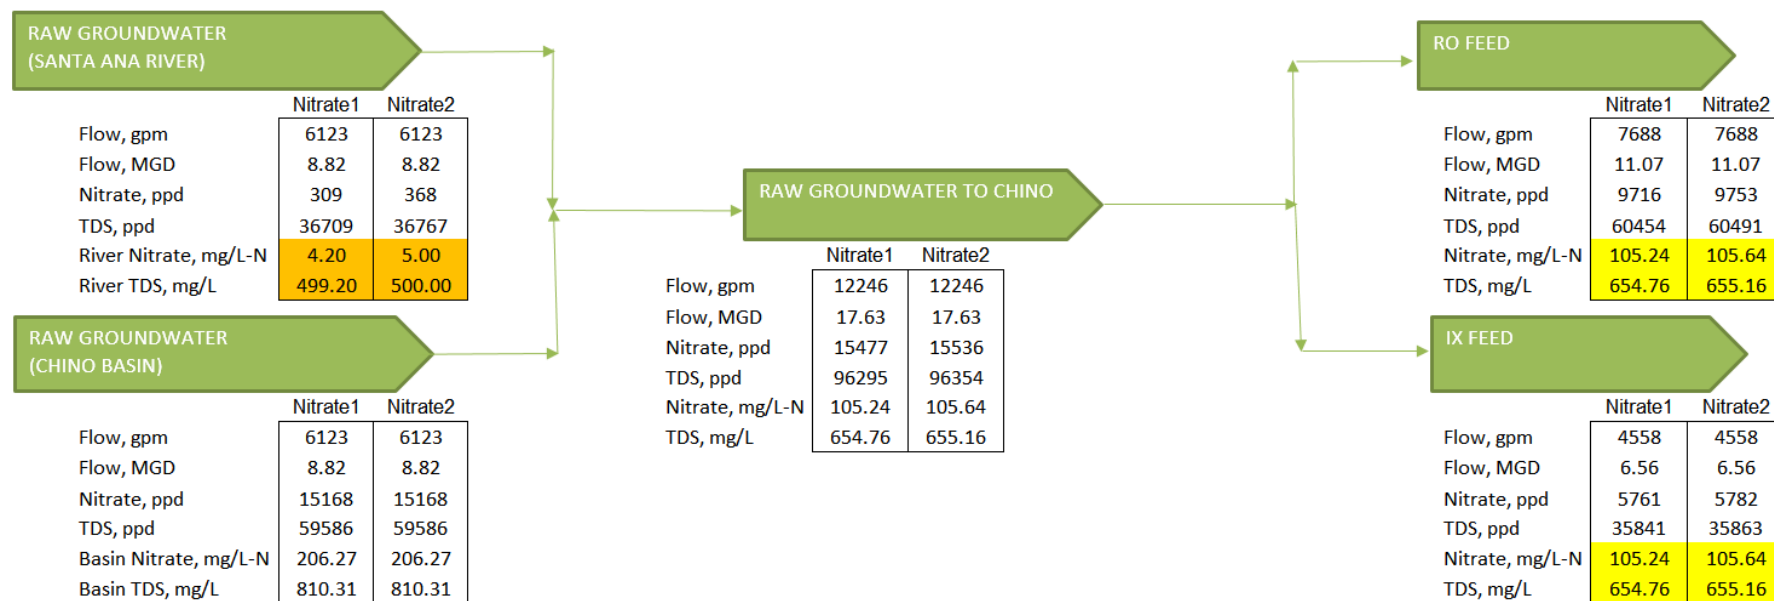 RAW GROUNDWATER
(SANTA ANA RIVER)
Nitrate1 Nitrate2
Flow, gpm 6123 6123
Flow, MGD 8.82 8.82
Nitrate, ppd 309 368
TDS, ppd 36709 36767
River Nitrate, mg/L-N 4.20 5.00
River TDS, mg/L 499.20 500.00
RAW GROUNDWATER
(CHINO BASIN)
Nitrate1 Nitrate2
Flow, gpm 6123 6123
Flow, MGD 8.82 8.82
Nitrate, ppd 15168 15168
TDS, ppd 59586 59586
Basin Nitrate, mg/L-N 206.27 206.27
Basin TDS, mg/L 810.31 810.31
RAW GROUNDWATER TO CHINO
Nitrate1 Nitrate2
Flow, gpm 12246 12246
Flow, MGD 17.63 17.63
Nitrate, ppd 15477 15536
TDS, ppd 96295 96354
Nitrate, mg/L-N 105.24 105.64
TDS, mg/L 654.76 655.16
RO FEED
Nitrate1 Nitrate2
Flow, gpm 7688 7688
Flow, MGD 11.07 11.07
Nitrate, ppd 9716 9753
TDS, ppd 60454 60491
Nitrate, mg/L-N 105.24 105.64
TDS, mg/L 654.76 655.16
IX FEED
Nitrate1 Nitrate2
Flow, gpm 4558 4558
Flow, MGD 6.56 6.56
Nitrate, ppd 5761 5782
TDS, ppd 35841 35863
Nitrate, mg/L-N 105.24 105.64
TDS, mg/L 654.76 655.16